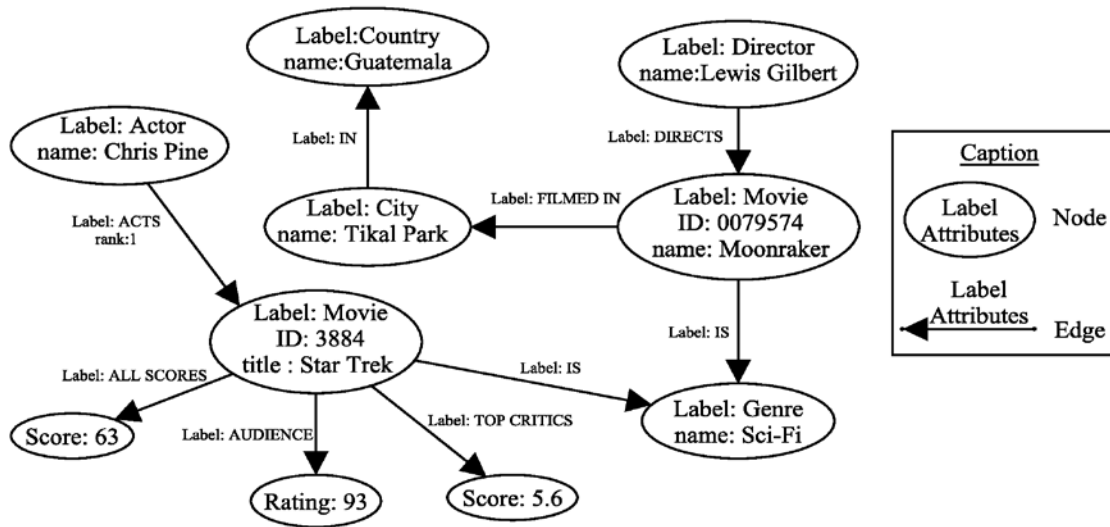 Label:Country
name:Guatemala
Label: Director
name:Lewis Gilbert
Label: Actor
name: Chris Pine
Label: IN
Label: DIRECTS
Label: ACTS
rank:1
Label: City
name: Tikal Park
Label: FILMED IN
Label: Movie
ID: 0079574
name: Moonraker
Label: Movie
ID: 3884
title : Star Trek
Label: IS
Label: ALL SCORES
Label: IS
Label: AUDIENCE
Label: TOP CRITICS
Label: Genre
name: Sci-Fi
Score: 63
Rating: 93
Score: 5.6
Caption
Label
Attributes
Node
Label
Attributes
Edge